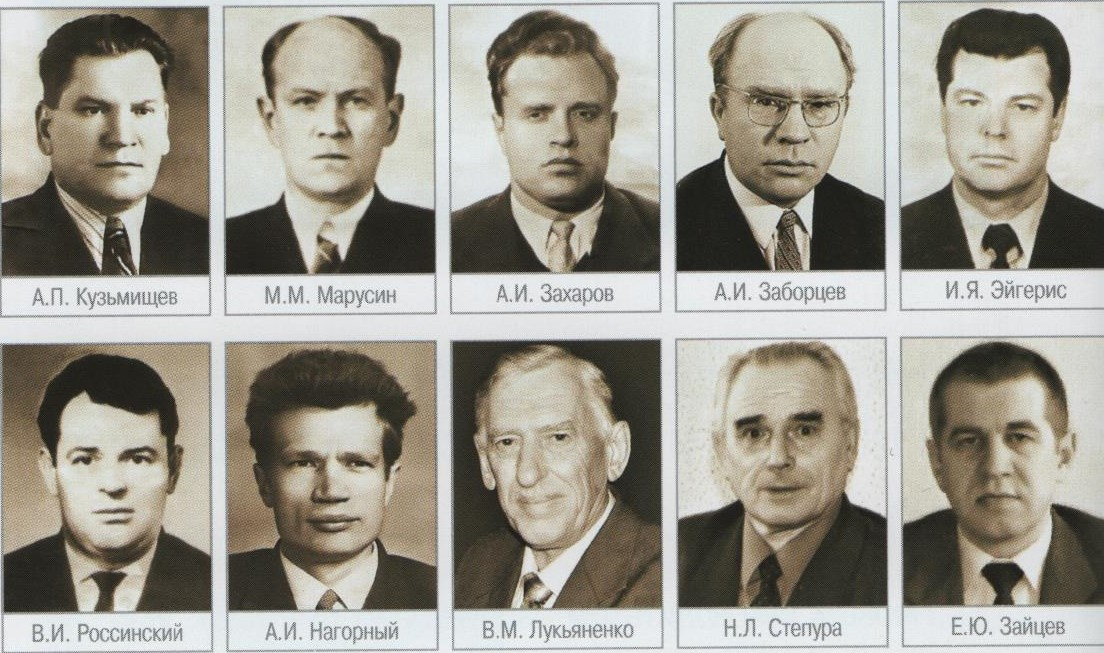 А.П. Кузьмищев
М.М. Марусин
А.И. Захаров
А.И. Заборцев
И.Я. Эйгерис
В.И. Россинский
А.И. Нагорный
В.М. Лукьяненко
Н.Л. Степура
Е.Ю. Зайцев